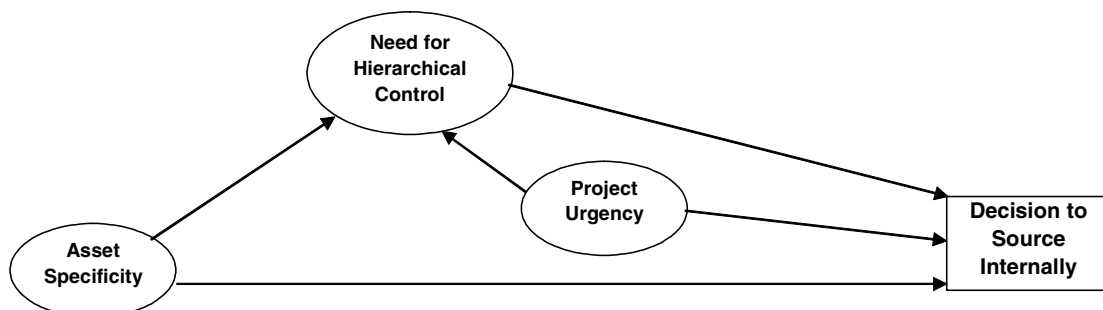 Need for
Hierarchical
Control
Project
Urgency
Decision to
Source
Internally
Asset
Specificity